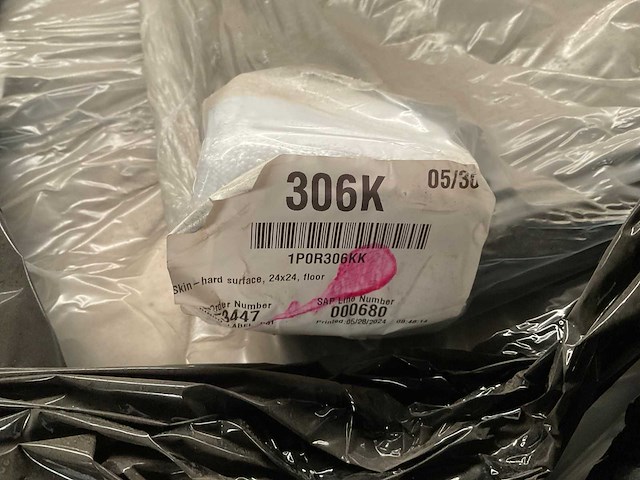 306K
05/30
1P0R306KK
Skin-hard surface, 24x24, floor
Order Number
SAP Line Number
3447
000680
Printed 05/28/2024